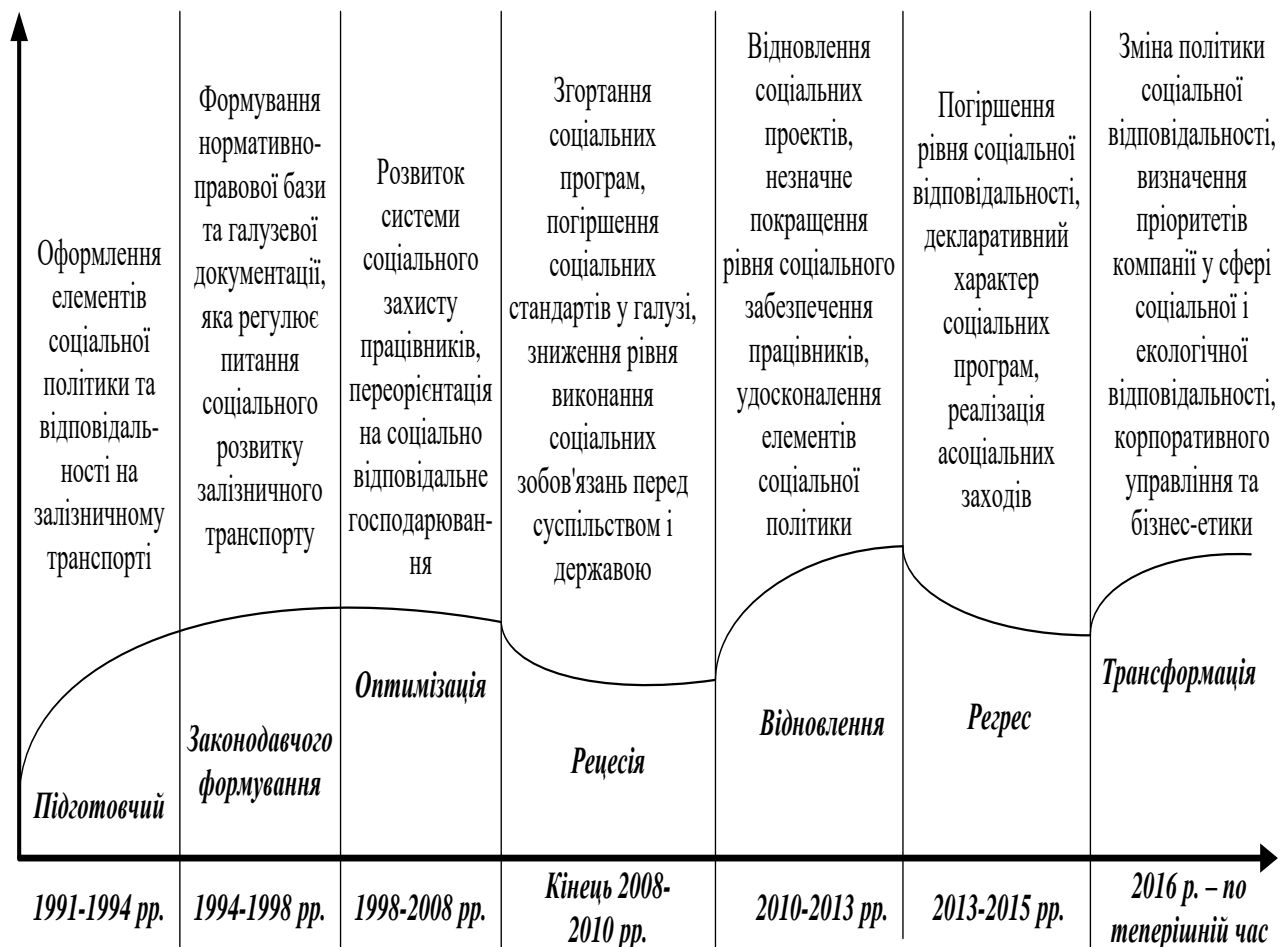 Оформлення
елементів
соціальної
політики та
відповідаль-
ності на
залізничному
транспорті
Формування
нормативно-
правової бази
та галузевої
документації,
яка регулює
питання
соціального
розвитку
залізничного
транспорту
Розвиток
системи
соціального
захисту
працівників,
переорієнтація
на соціально
відповідальне
господарюван-
ня
Згортання
соціальних
програм,
погіршення
соціальних
стандартів у галузі,
зниження рівня
виконання
соціальних
зобов'язань перед
суспільством і
державою
Відновлення
соціальних
проектів,
незначне
покращення
рівня соціального
забезпечення
працівників,
удосконалення
елементів
соціальної
політики
Погіршення
рівня соціальної
відповідальності,
декларативний
характер
соціальних
програм,
реалізація
асоціальних
заходів
Зміна політики
соціальної
відповідальності,
визначення
пріоритетів
компанії у сфері
соціальної і
екологічної
відповідальності,
корпоративного
управління та
бізнес-етики
Підготовчий
Законодавчого
формування
Оптимізація
Рецесія
Відновлення
Регрес
Трансформація
1991-1994 рр.
1994-1998 рр.
1998-2008 рр.
Кінець 2008-
2010 рр.
2010-2013 рр.
2013-2015 рр.
2016 р. – по
теперішній час